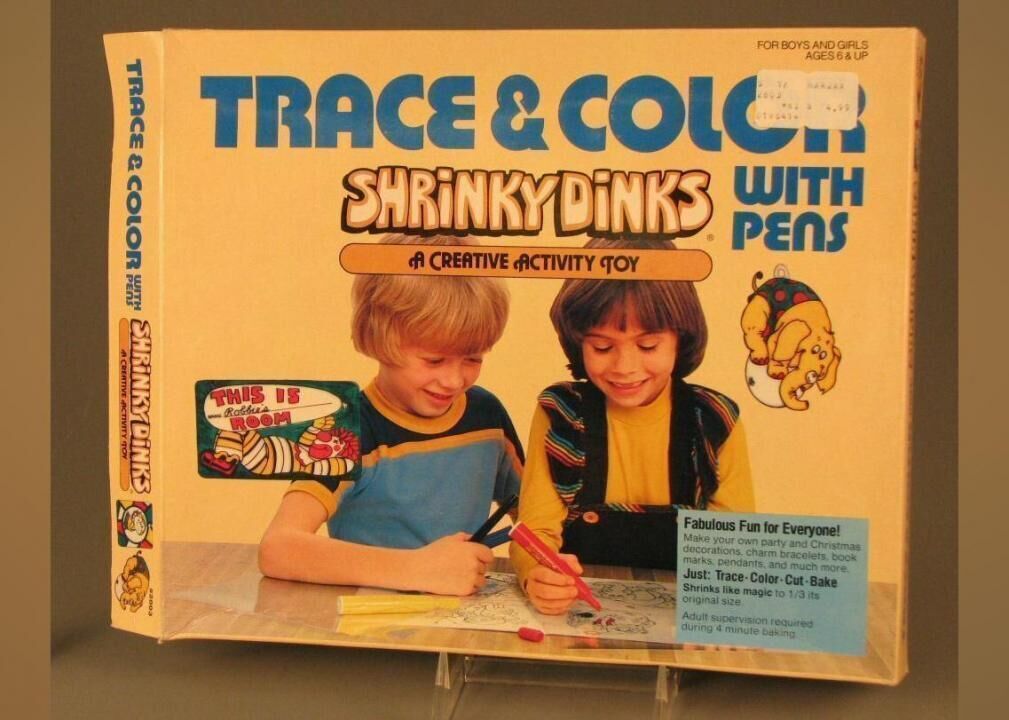 FOR BOYS AND GIRLS
AGES 6 & UP
TRACE & COLOR
WITH
PENS
SHRiNKY DiNKS
®
A CREATIVE ACTIVITY TOY
THIS IS
Robbie's
ROOM
Fabulous Fun for Everyone!
Make your own party and Christmas
decorations, charm bracelets, book
marks, pendants, and much more.
Just: Trace·Color·Cut·Bake
Shrinks like magic to 1/3 its
original size.
Adult supervision required
during 4 minute baking.
TRACE & COLOR WITH
PENS
SHRiNKY DiNKS
A CREATIVE ACTIVITY TOY